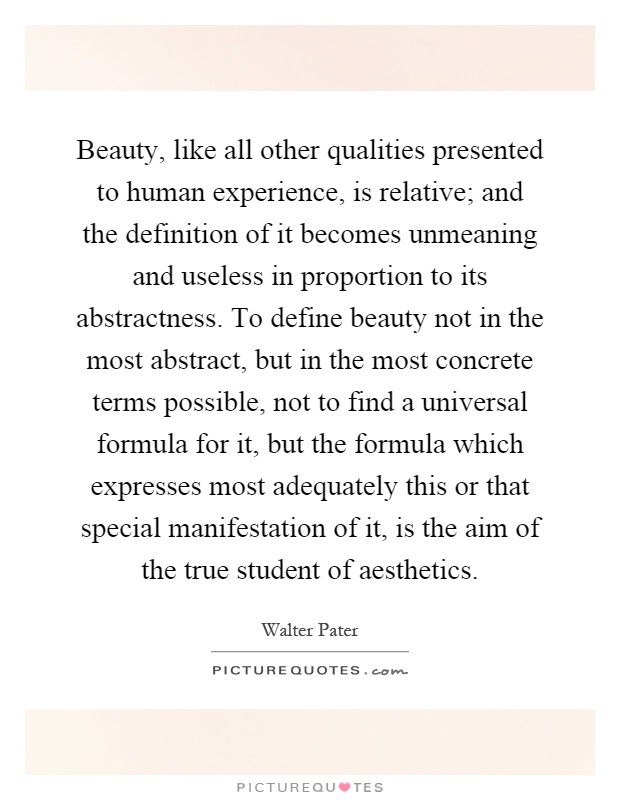 Beauty, like all other qualities presented
to human experience, is relative; and
the definition of it becomes unmeaning
and useless in proportion to its
abstractness. To define beauty not in the
most abstract, but in the most concrete
terms possible, not to find a universal
formula for it, but the formula which
expresses most adequately this or that
special manifestation of it, is the aim of
the true student of aesthetics.
Walter Pater
PICTUREQUOTES.com
PICTUREQU♥TES